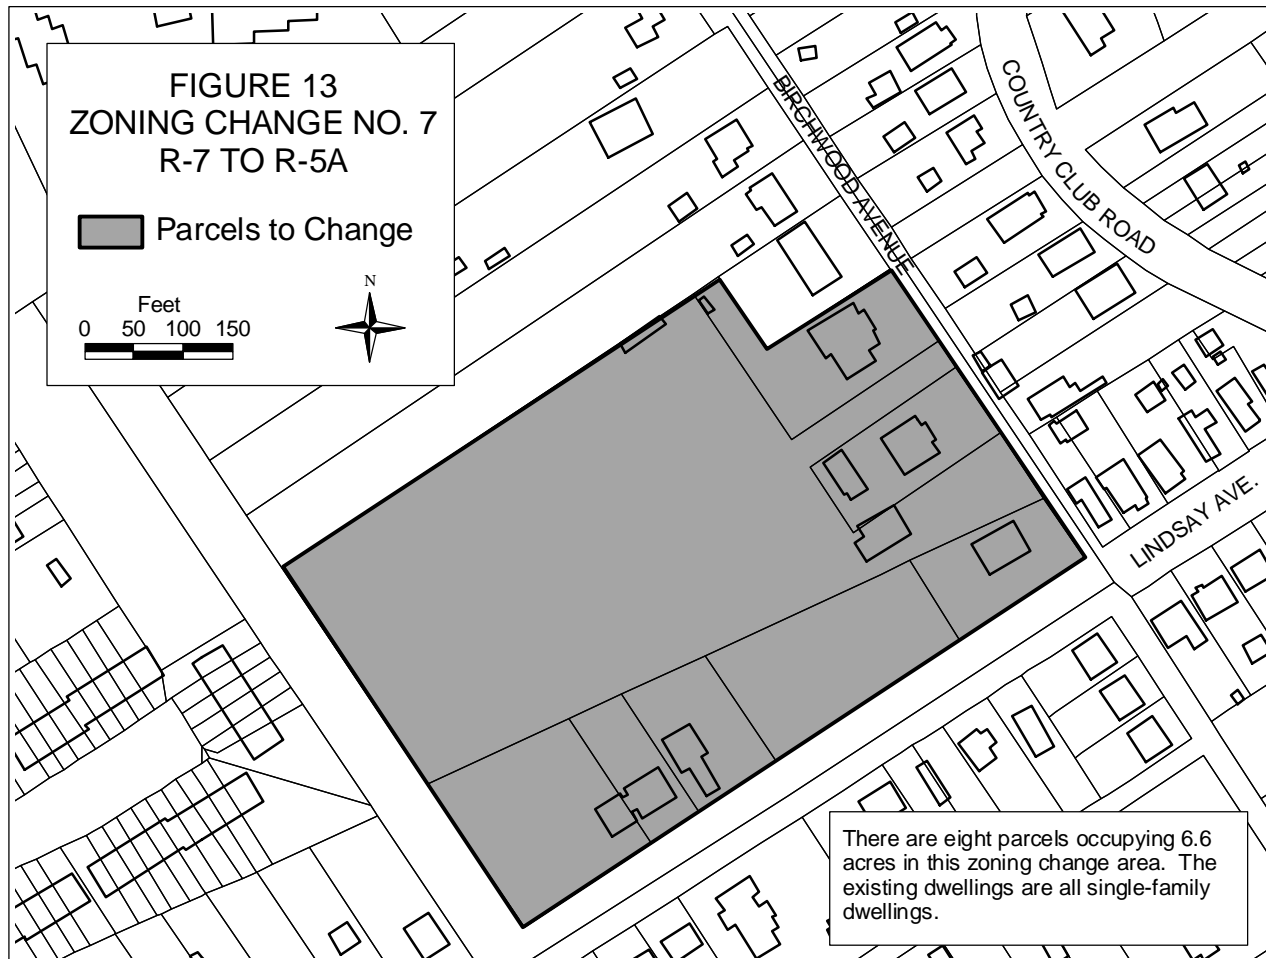 FIGURE 13
ZONING CHANGE NO. 7
R-7 TO R-5A
Parcels to Change
Feet
0 50 100 150
N
BIRCHWOOD AVENUE
COUNTRY CLUB ROAD
LINDSAY AVE.
There are eight parcels occupying 6.6
acres in this zoning change area. The
existing dwellings are all single-family
dwellings.